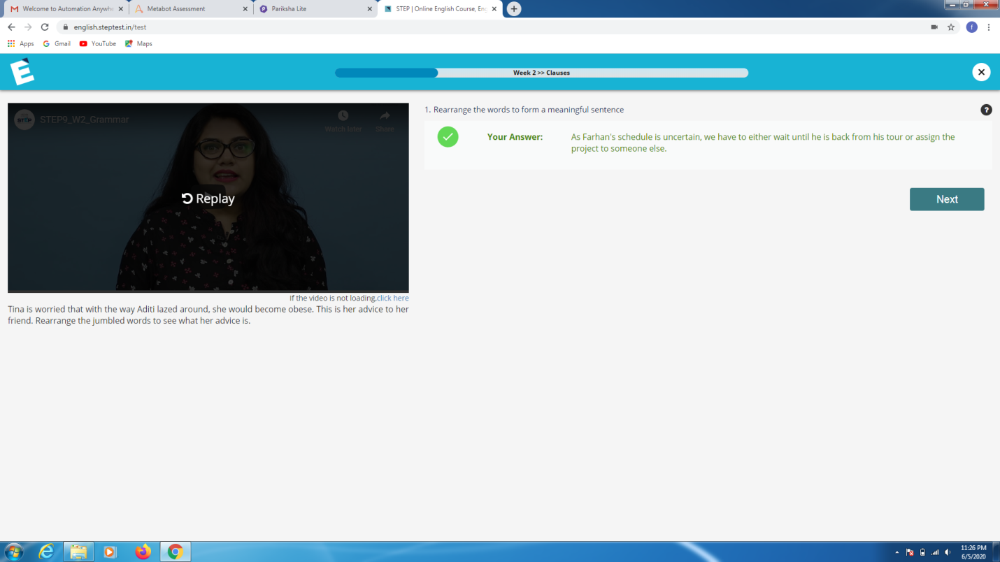 Welcome to Automation Anywhe
Metabot Assessment
Pariksha Lite
STEP | Online English Course, Eng
english.steptest.in/test
f
Apps
Gmail
YouTube
Maps
Week 2 >> Clauses
STEP
STEP9_W2_Grammar
Watch later
Share
Replay
If the video is not loading,click here
Tina is worried that with the way Aditi lazed around, she would become obese. This is her advice to her
friend. Rearrange the jumbled words to see what her advice is.
1. Rearrange the words to form a meaningful sentence
?
Your Answer:
As Farhan's schedule is uncertain, we have to either wait until he is back from his tour or assign the
project to someone else.
Next
11:26 PM
6/5/2020